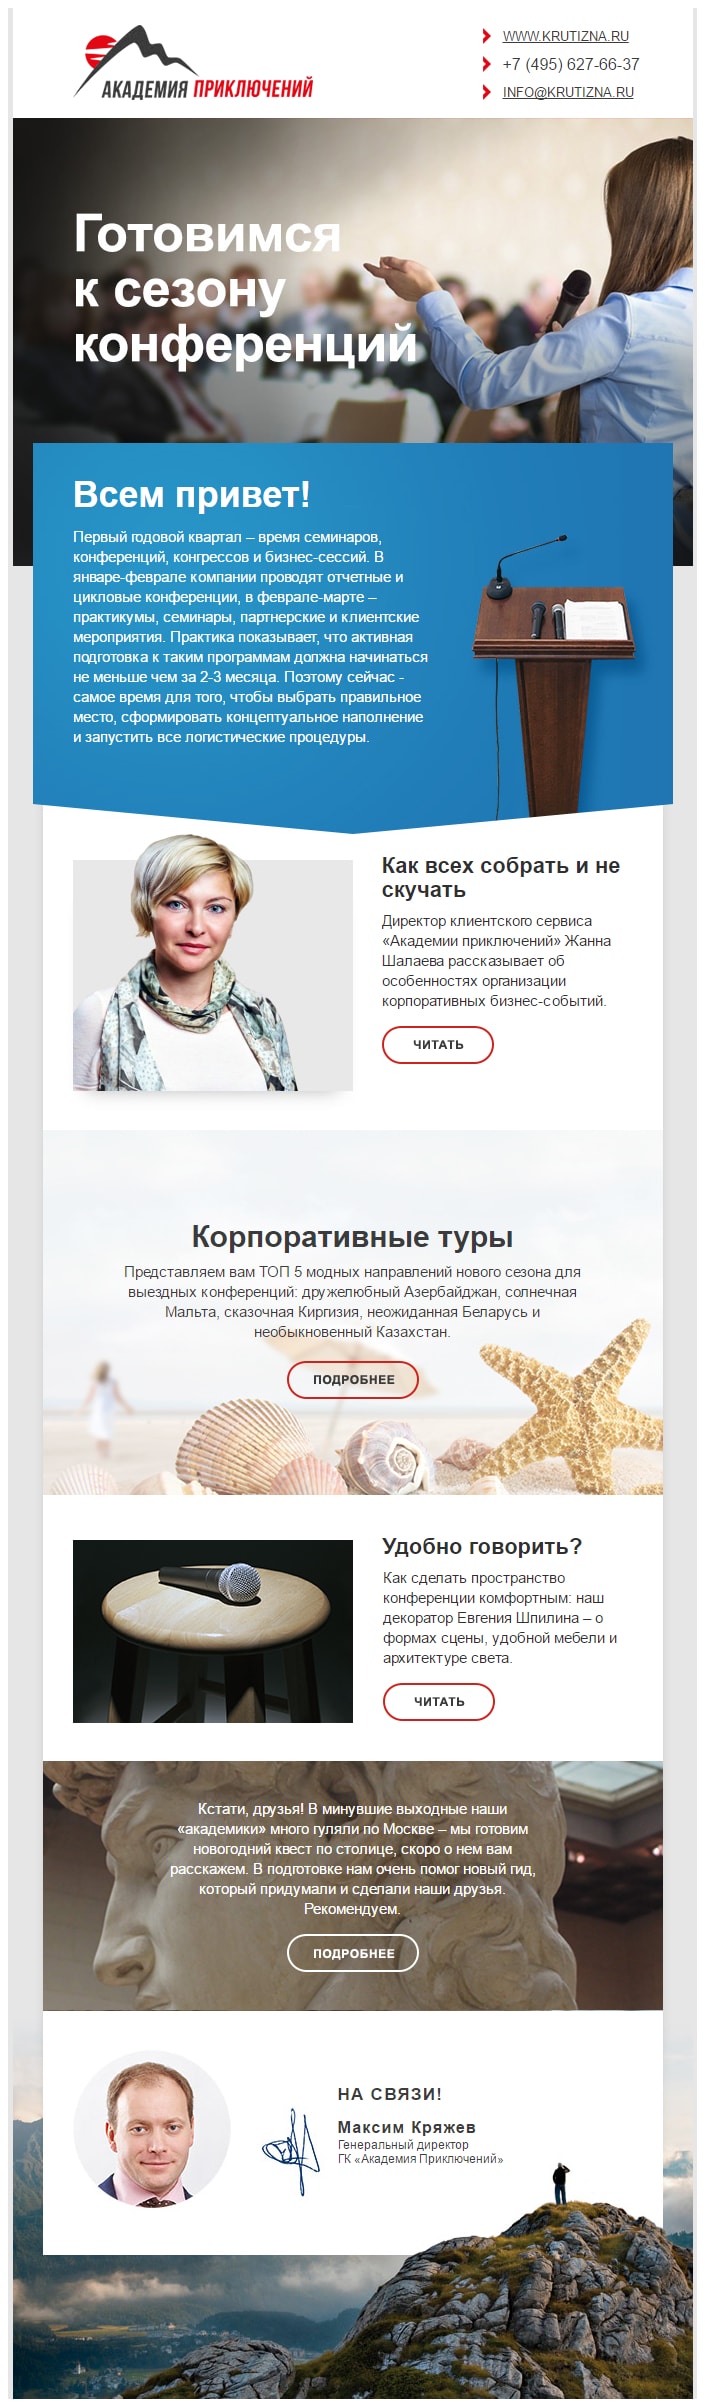 АКАДЕМИЯ ПРИКЛЮЧЕНИЙ
WWW.KRUTIZNA.RU
+7 (495) 627-66-37
INFO@KRUTIZNA.RU
Готовимся
к сезону
конференций
Всем привет!
Первый годовой квартал – время семинаров,
конференций, конгрессов и бизнес-сессий. В
январе-феврале компании проводят отчетные и
цикловые конференции, в феврале-марте –
практикумы, семинары, партнерские и клиентские
мероприятия. Практика показывает, что активная
подготовка к таким программам должна начинаться
не меньше чем за 2-3 месяца. Поэтому сейчас -
самое время для того, чтобы выбрать правильное
место, сформировать концептуальное наполнение
и запустить все логистические процедуры.
Как всех собрать и не
скучать
Директор клиентского сервиса
«Академии приключений» Жанна
Шалаева рассказывает об
особенностях организации
корпоративных бизнес-событий.
ЧИТАТЬ
Корпоративные туры
Представляем вам ТОП 5 модных направлений нового сезона для
выездных конференций: дружелюбный Азербайджан, солнечная
Мальта, сказочная Киргизия, неожиданная Беларусь и
необыкновенный Казахстан.
ПОДРОБНЕЕ
Удобно говорить?
Как сделать пространство
конференции комфортным: наш
декоратор Евгения Шпилина – о
формах сцены, удобной мебели и
архитектуре света.
ЧИТАТЬ
Кстати, друзья! В минувшие выходные наши
«академики» много гуляли по Москве – мы готовим
новогодний квест по столице, скоро о нем вам
расскажем. В подготовке нам очень помог новый гид,
который придумали и сделали наши друзья.
Рекомендуем.
ПОДРОБНЕЕ
НА СВЯЗИ!
Максим Кряжев
Генеральный директор
ГК «Академия Приключений»